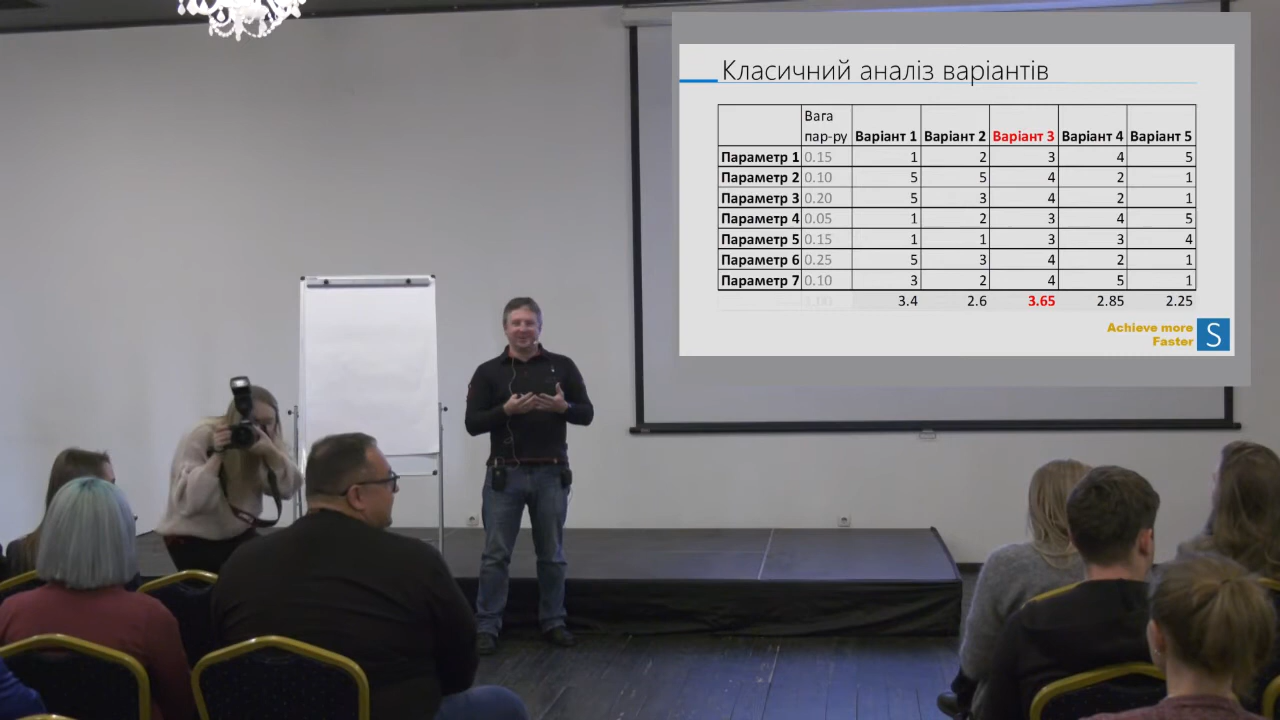 Класичний аналіз варіантів
Вага
пар-ру Варіант 1 Варіант 2 Варіант 3 Варіант 4 Варіант 5
Параметр 1 0.15 1 2 3 4 5
Параметр 2 0.10 5 5 4 2 1
Параметр 3 0.20 5 3 4 2 1
Параметр 4 0.05 1 2 3 4 5
Параметр 5 0.15 1 1 3 3 4
Параметр 6 0.25 5 3 4 2 1
Параметр 7 0.10 3 2 4 5 1
1.00 3.4 2.6 3.65 2.85 2.25
Achieve more
Faster S